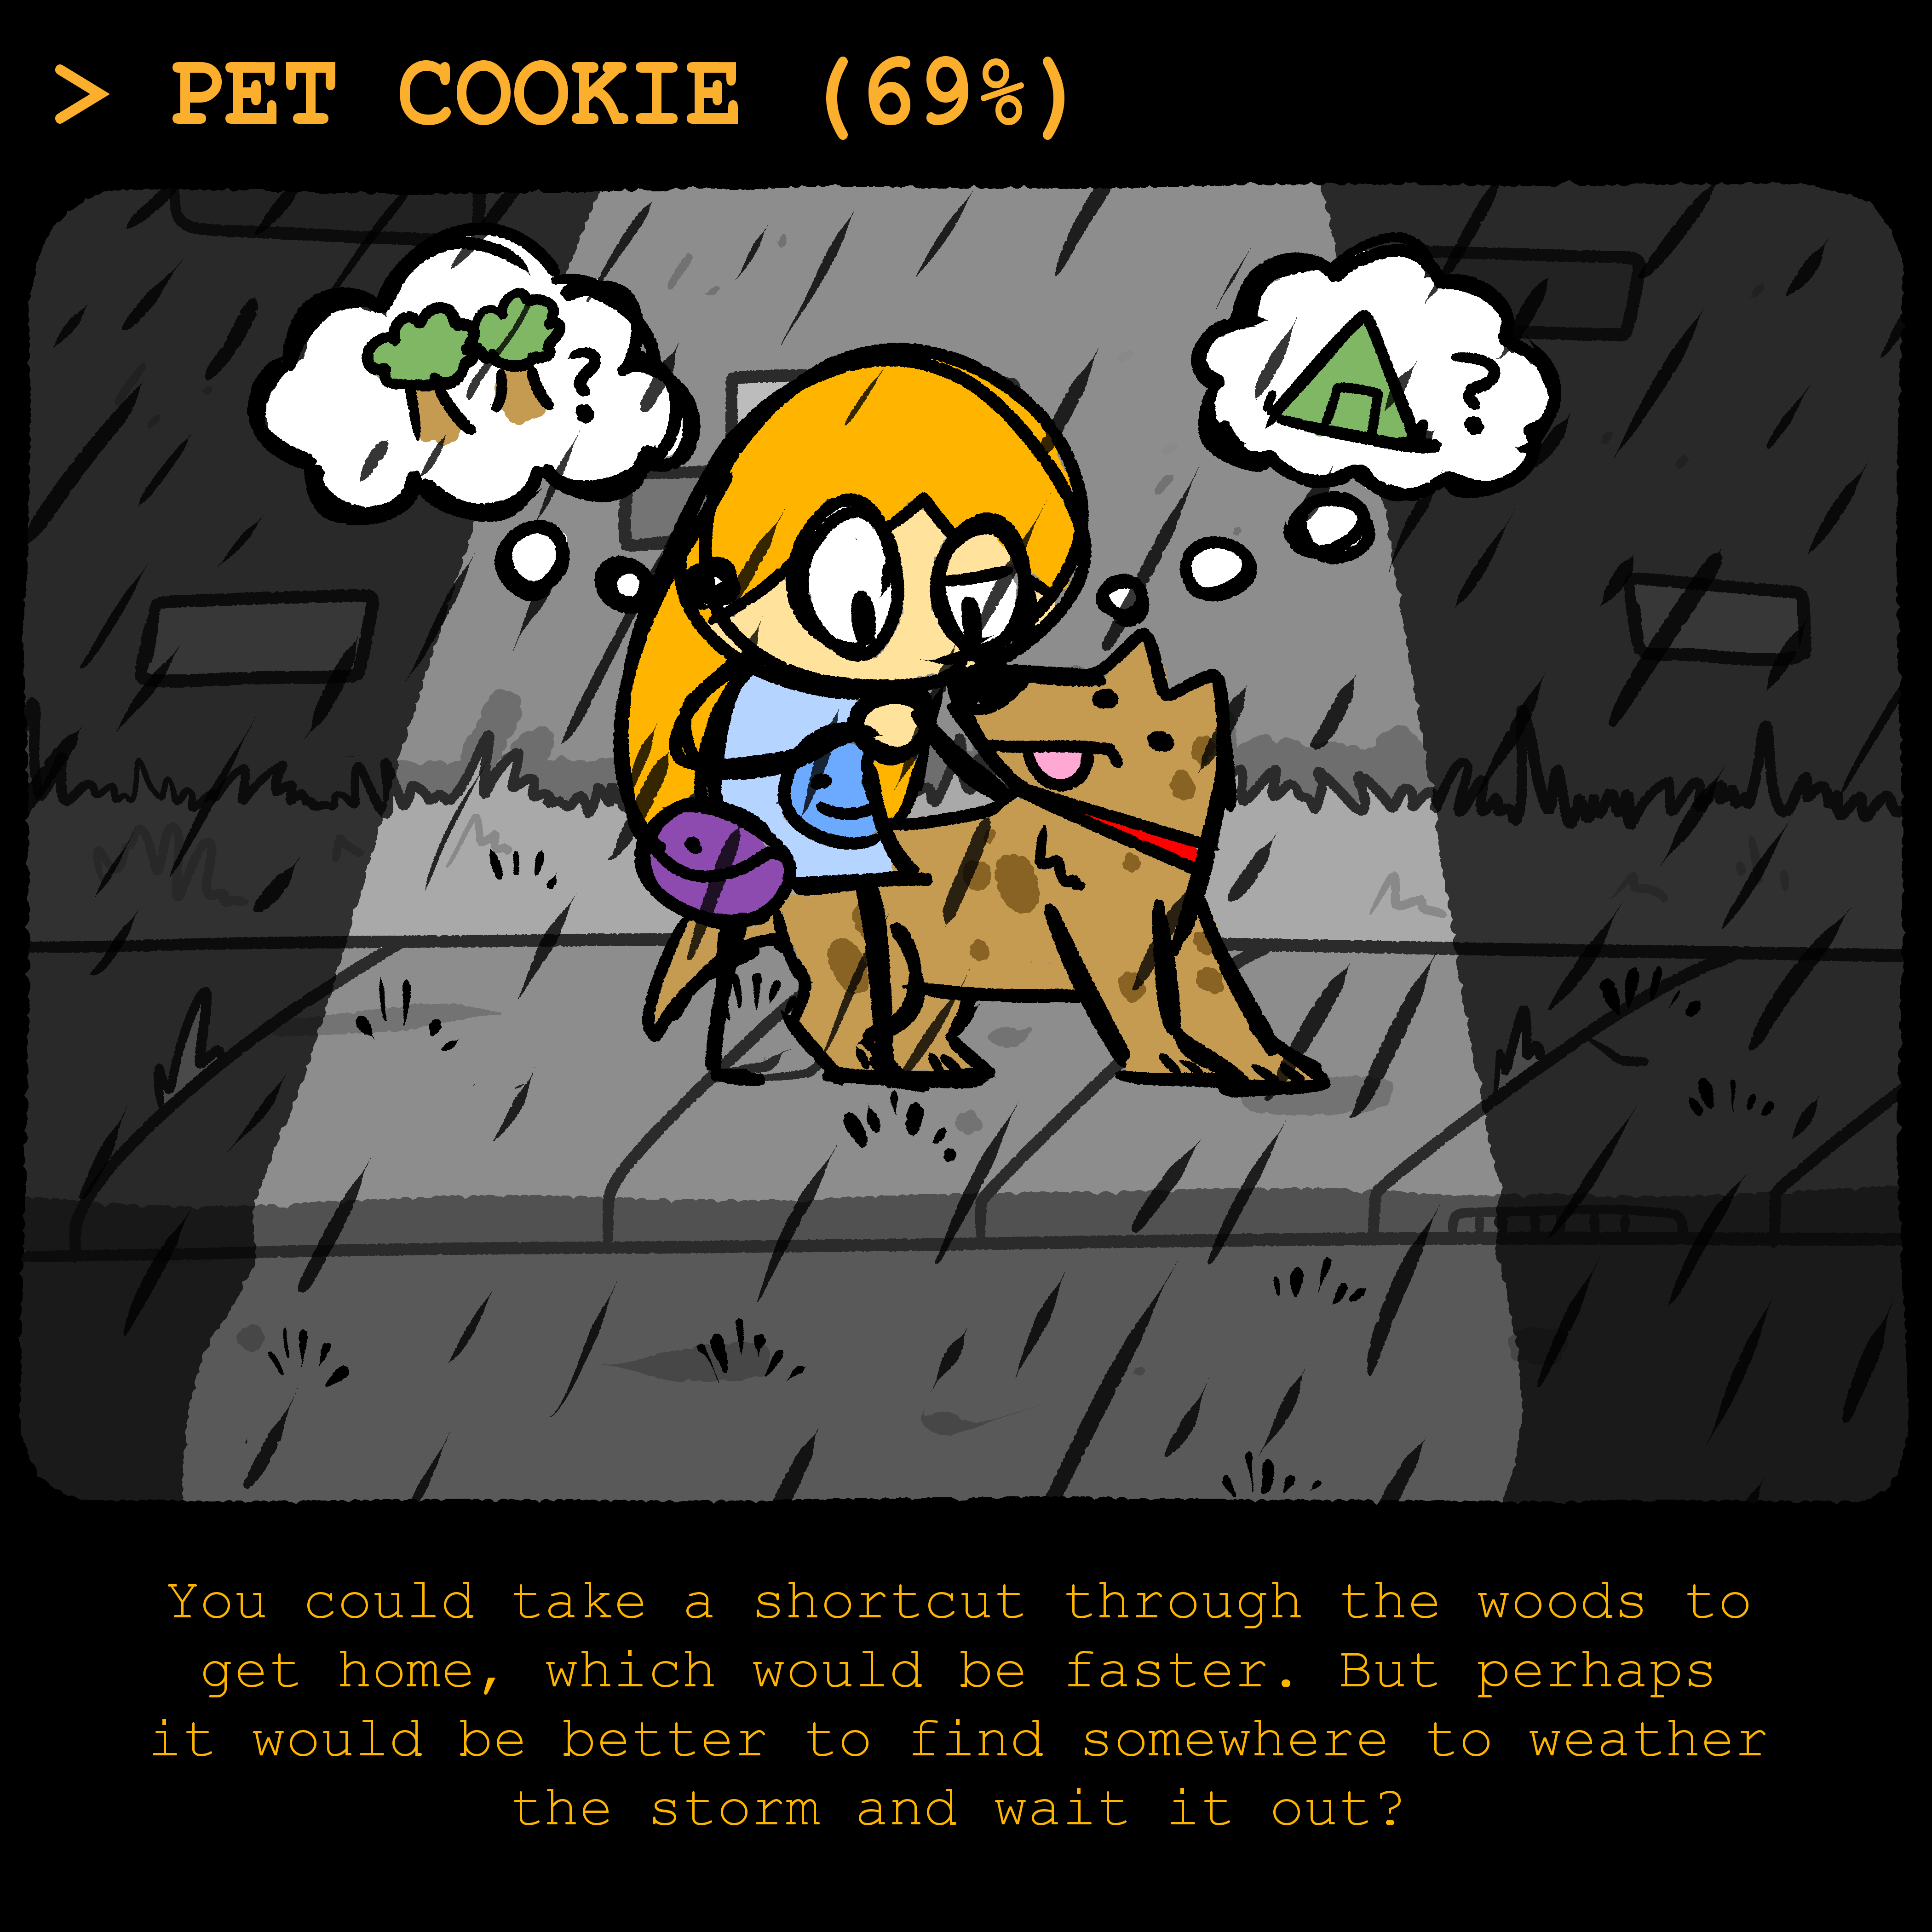 > PET COOKIE (69%)
?
?
You could take a shortcut through the woods to
get home, which would be faster. But perhaps
it would be better to find somewhere to weather
the storm and wait it out?